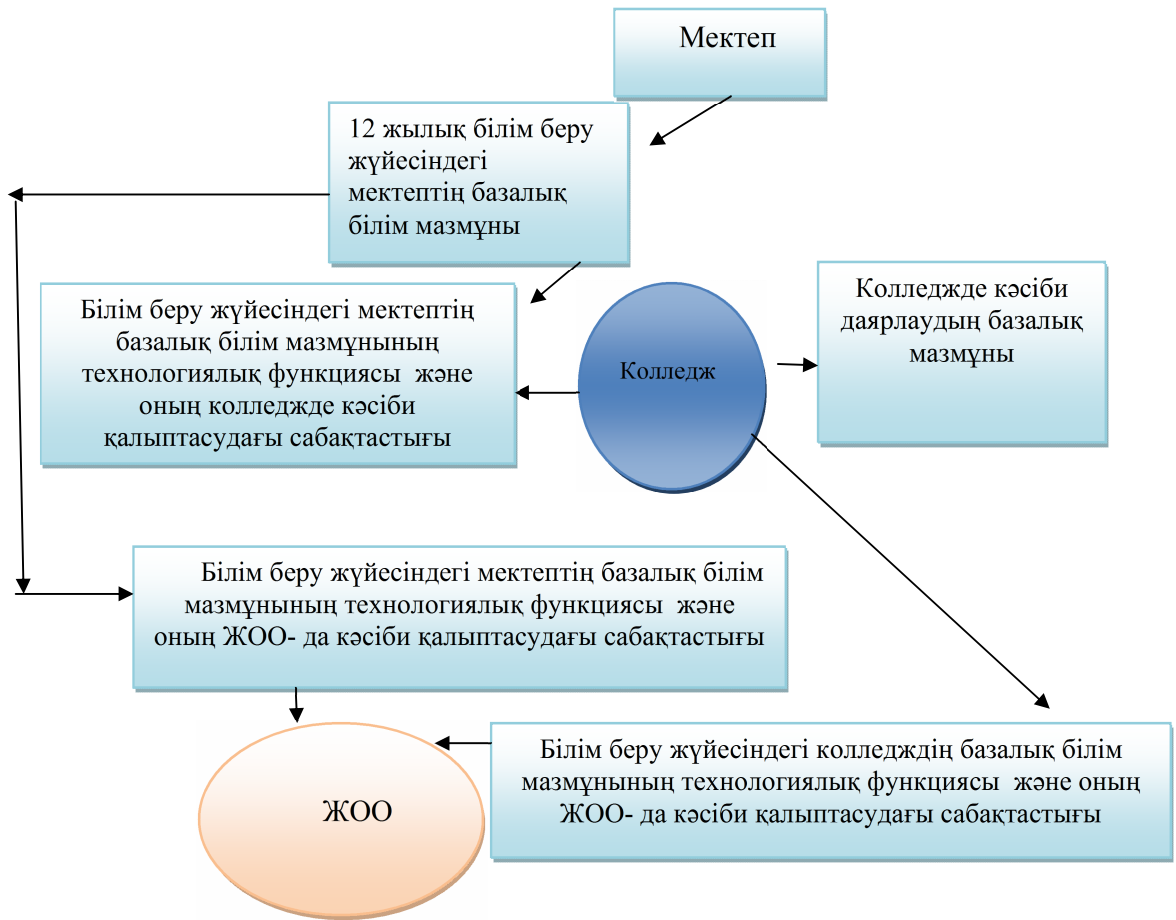 Мектеп
12 жылық білім беру
жүйесіндегі
мектептің базалық
білім мазмұны
Білім беру жүйесіндегі мектептің
базалық білім мазмұнының
технологиялық функциясы және
оның колледжде кәсіби
қалыптасудағы сабақтастығы
Колледж
Колледжде кәсіби
даярлаудың базалық
мазмұны
Білім беру жүйесіндегі мектептің базалық білім
мазмұнының технологиялық функциясы және
оның ЖОО- да кәсіби қалыптасудағы сабақтастығы
ЖОО
Білім беру жүйесіндегі колледждің базалық білім
мазмұнының технологиялық функциясы және оның
ЖОО- да кәсіби қалыптасудағы сабақтастығы